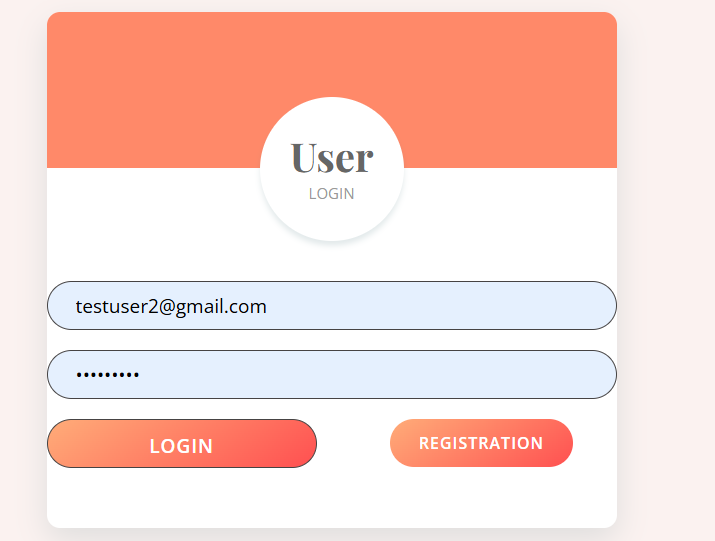 User
LOGIN
testuser2@gmail.com
•••••••••
LOGIN
REGISTRATION